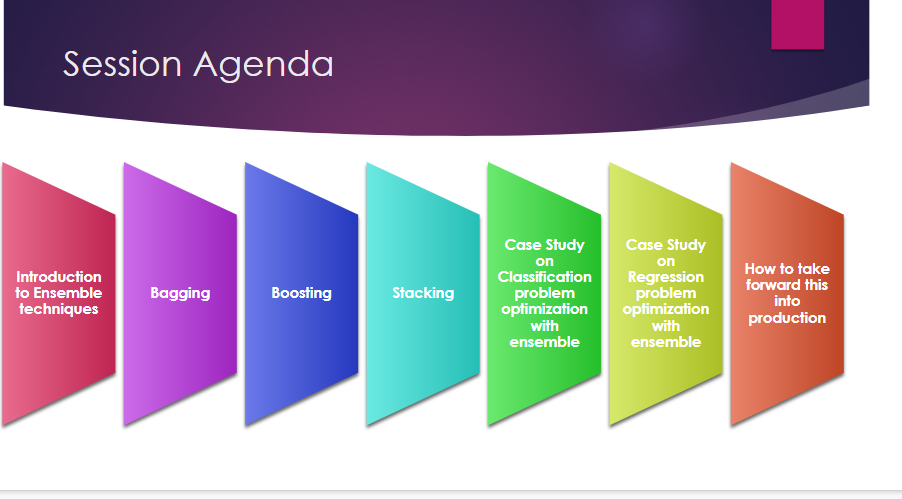 Session Agenda
Introduction
to Ensemble
techniques
Bagging
Boosting
Stacking
Case Study
on
Classification
problem
optimization
with
ensemble
Case Study
on
Regression
problem
optimization
with
ensemble
How to take
forward this
into
production